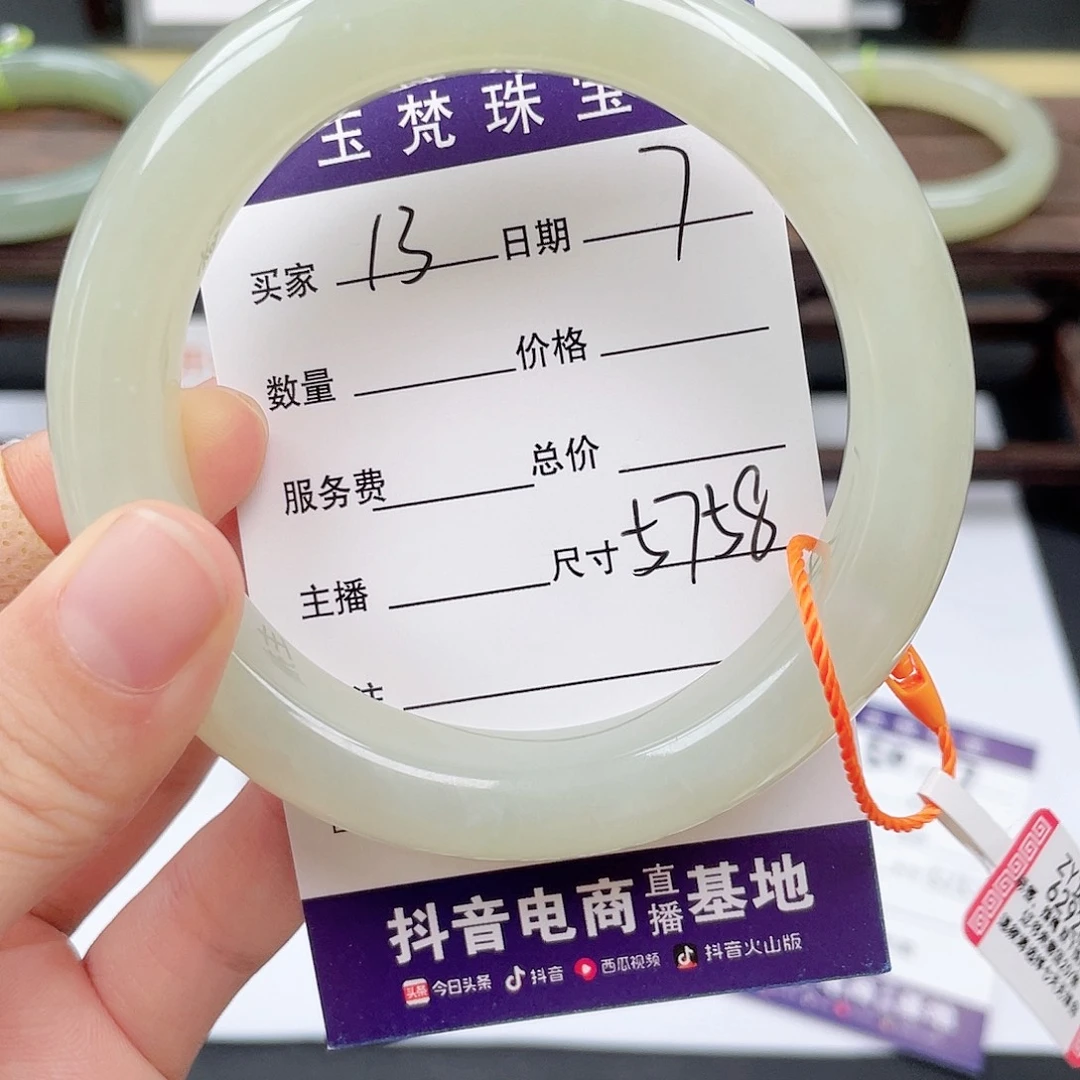 玉梵珠宝
买家 13 日期 7
数量 价格
服务费 总价
主播 尺寸 5758
抖音电商直播基地
头条 今日头条 抖音 西瓜视频 抖音火山版